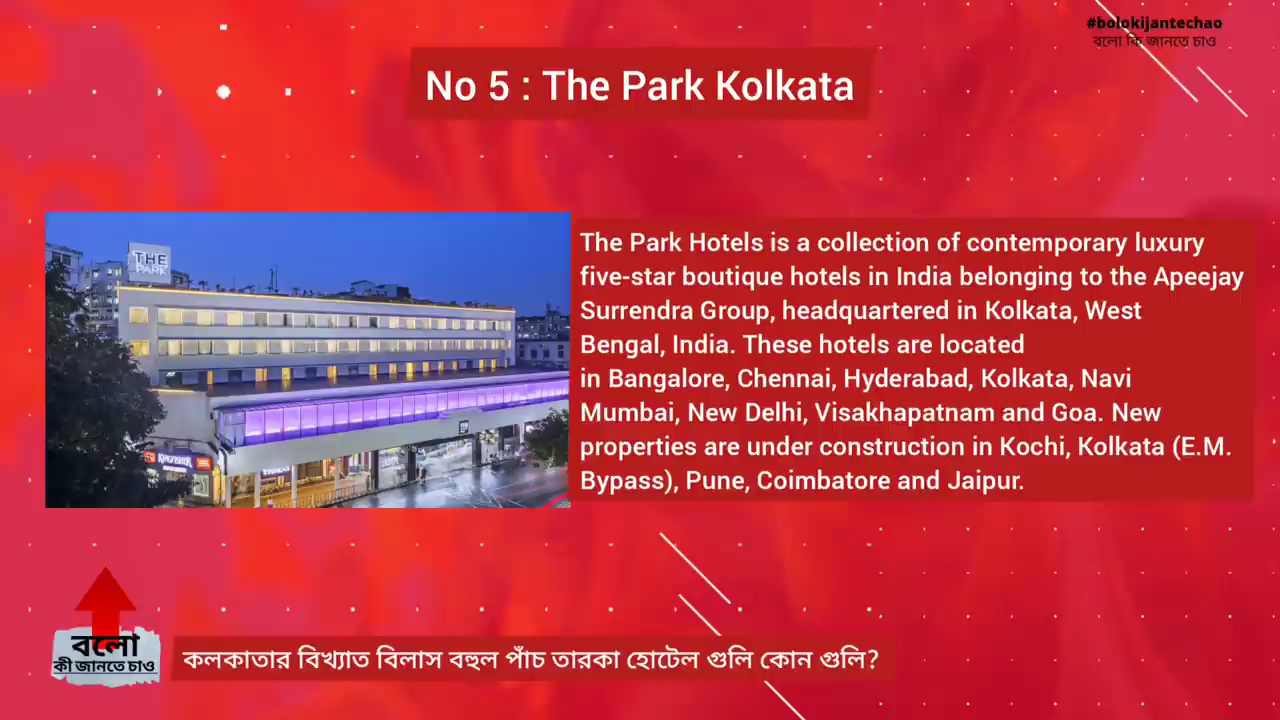 #bolokijantechao
বলো কি জানতে চাও
No 5 : The Park Kolkata
THE
PARK
KINGFISHER
The Park Hotels is a collection of contemporary luxury
five-star boutique hotels in India belonging to the Apeejay
Surrendra Group, headquartered in Kolkata, West
Bengal, India. These hotels are located
in Bangalore, Chennai, Hyderabad, Kolkata, Navi
Mumbai, New Delhi, Visakhapatnam and Goa. New
properties are under construction in Kochi, Kolkata (E.M.
Bypass), Pune, Coimbatore and Jaipur.
বলো
কী জানতে চাও
কলকাতার বিখ্যাত বিলাস বহুল পাঁচ তারকা হোটেল গুলি কোন গুলি?